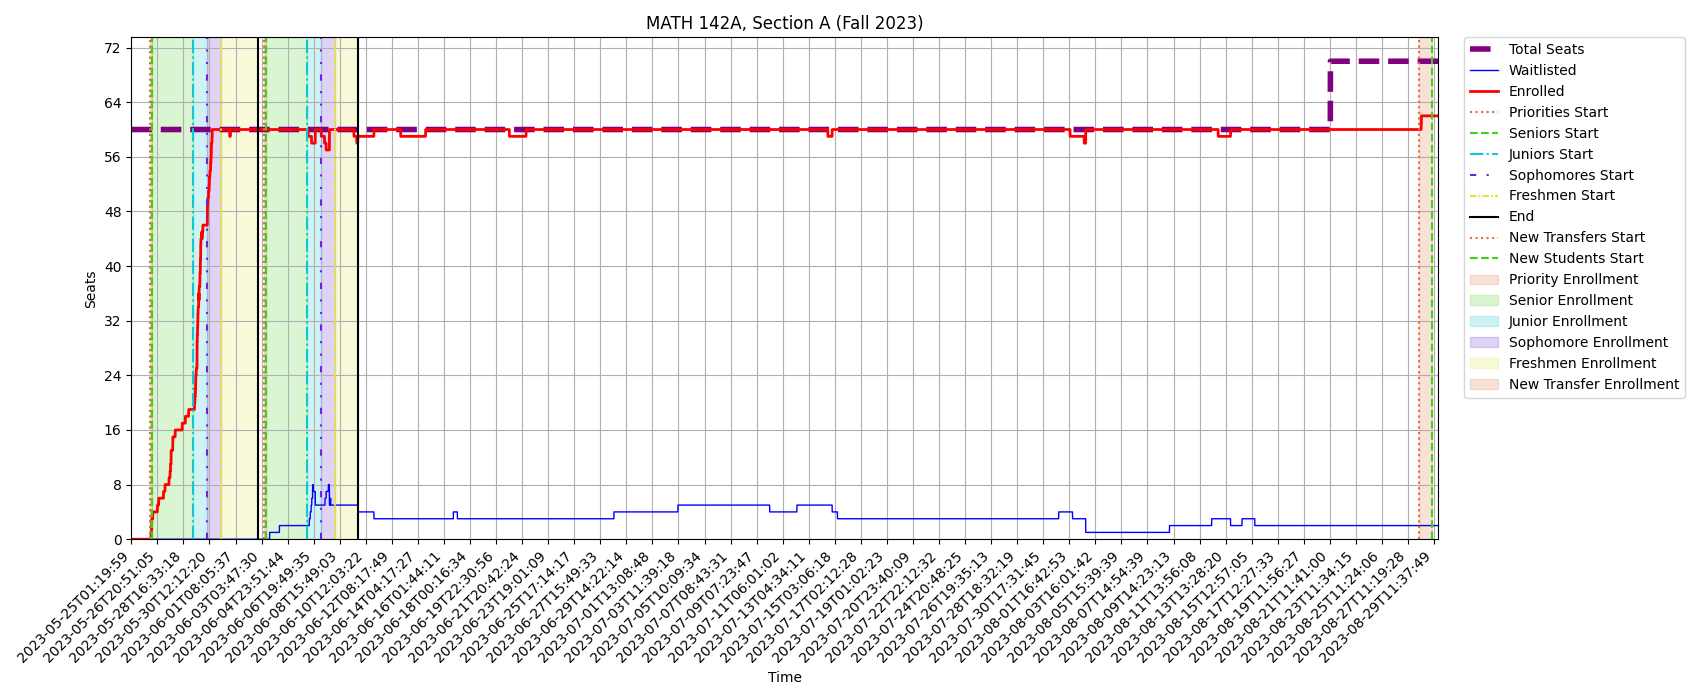 MATH 142A, Section A (Fall 2023)
Seats
72
64
56
48
40
32
24
16
8
0
2023-05-25T01:19:59
2023-05-26T20:51:05
2023-05-28T16:33:18
2023-05-30T12:12:20
2023-06-01T08:05:37
2023-06-03T03:47:30
2023-06-04T23:51:44
2023-06-06T19:49:35
2023-06-08T15:49:03
2023-06-10T12:03:22
2023-06-12T08:17:49
2023-06-14T04:17:27
2023-06-16T01:44:11
2023-06-18T00:16:34
2023-06-19T22:30:56
2023-06-21T20:42:24
2023-06-23T19:01:09
2023-06-25T17:14:17
2023-06-27T15:49:33
2023-06-29T14:22:14
2023-07-01T13:08:48
2023-07-03T11:39:18
2023-07-05T10:09:34
2023-07-07T08:43:31
2023-07-09T07:23:47
2023-07-11T06:01:02
2023-07-13T04:34:11
2023-07-15T03:06:18
2023-07-17T02:12:28
2023-07-19T01:02:23
2023-07-20T23:40:09
2023-07-22T22:12:32
2023-07-24T20:48:25
2023-07-26T19:35:13
2023-07-28T18:32:19
2023-07-30T17:31:45
2023-08-01T16:42:53
2023-08-03T16:01:42
2023-08-05T15:39:39
2023-08-07T14:54:39
2023-08-09T14:23:13
2023-08-11T13:56:08
2023-08-13T13:28:20
2023-08-15T12:57:05
2023-08-17T12:27:33
2023-08-19T11:56:27
2023-08-21T11:41:00
2023-08-23T11:34:15
2023-08-25T11:24:06
2023-08-27T11:19:28
2023-08-29T11:37:49
Time
Total Seats
Waitlisted
Enrolled
Priorities Start
Seniors Start
Juniors Start
Sophomores Start
Freshmen Start
End
New Transfers Start
New Students Start
Priority Enrollment
Senior Enrollment
Junior Enrollment
Sophomore Enrollment
Freshmen Enrollment
New Transfer Enrollment